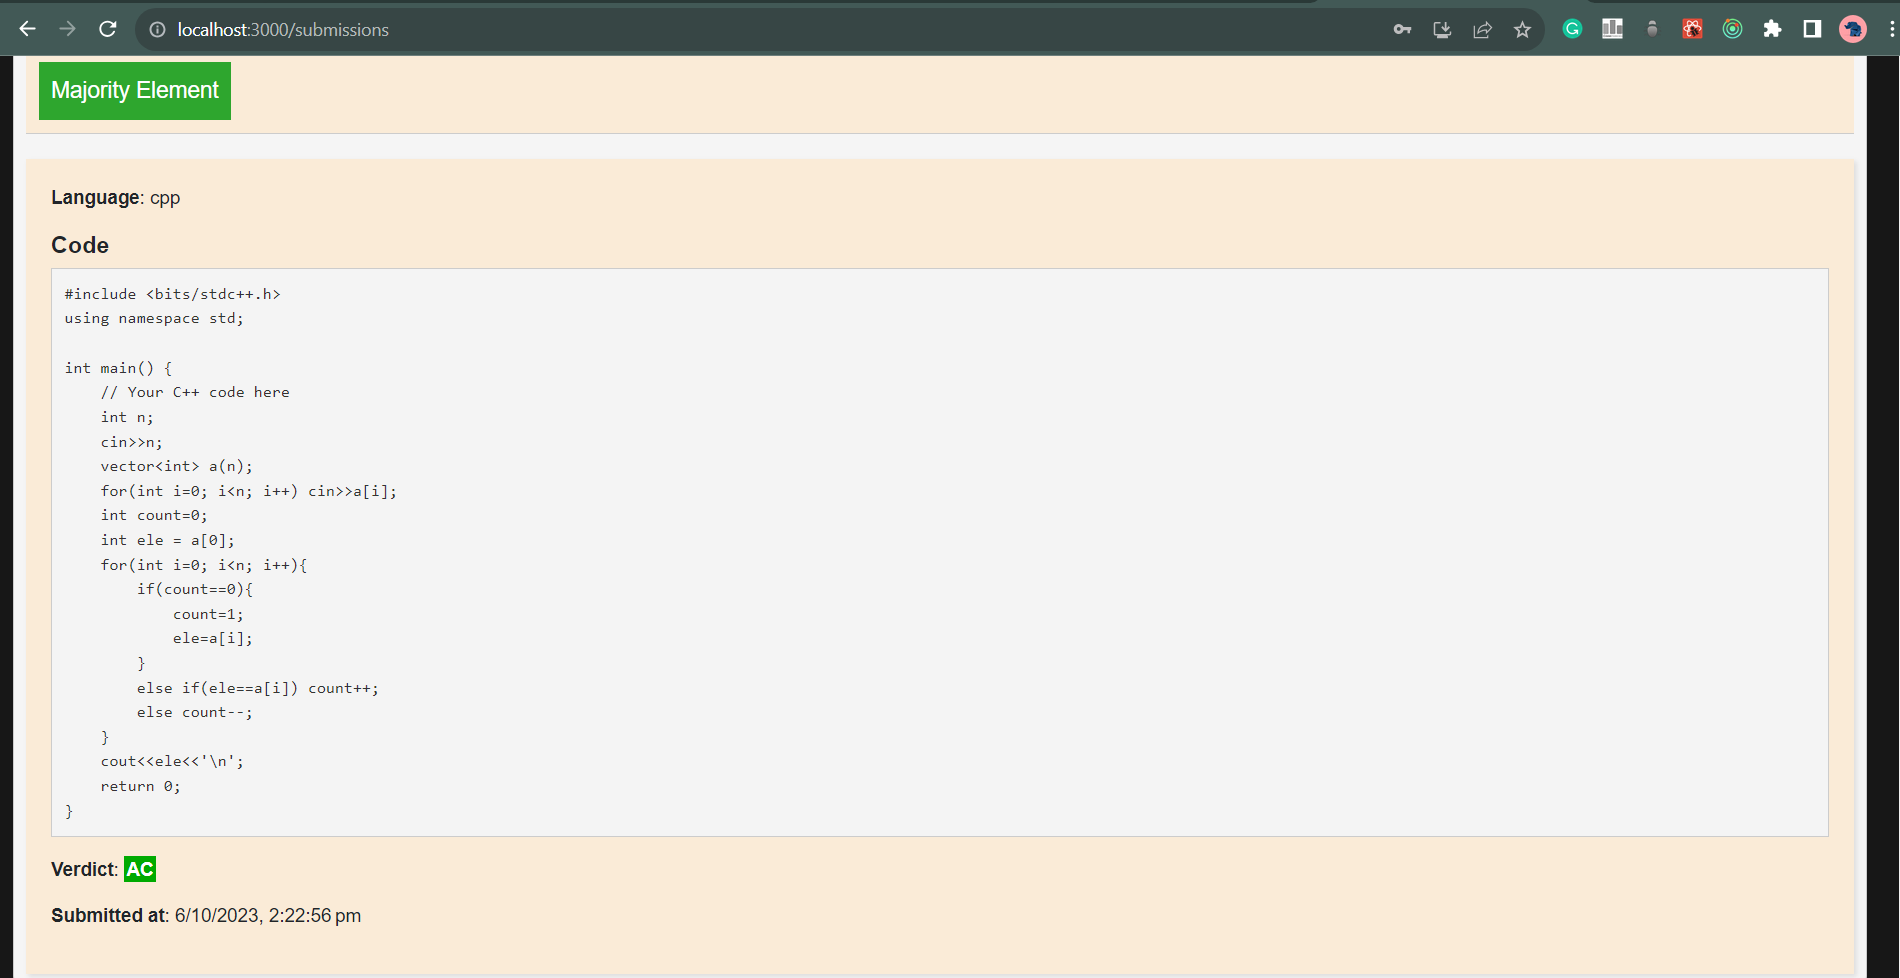 localhost:3000/submissions
Majority Element
Language: cpp
Code
#include <bits/stdc++.h>
using namespace std;

int main() {
    // Your C++ code here
    int n;
    cin>>n;
    vector<int> a(n);
    for(int i=0; i<n; i++) cin>>a[i];
    int count=0;
    int ele = a[0];
    for(int i=0; i<n; i++){
        if(count==0){
            count=1;
            ele=a[i];
        }
        else if(ele==a[i]) count++;
        else count--;
    }
    cout<<ele<<'\n';
    return 0;
}
Verdict: AC
Submitted at: 6/10/2023, 2:22:56 pm